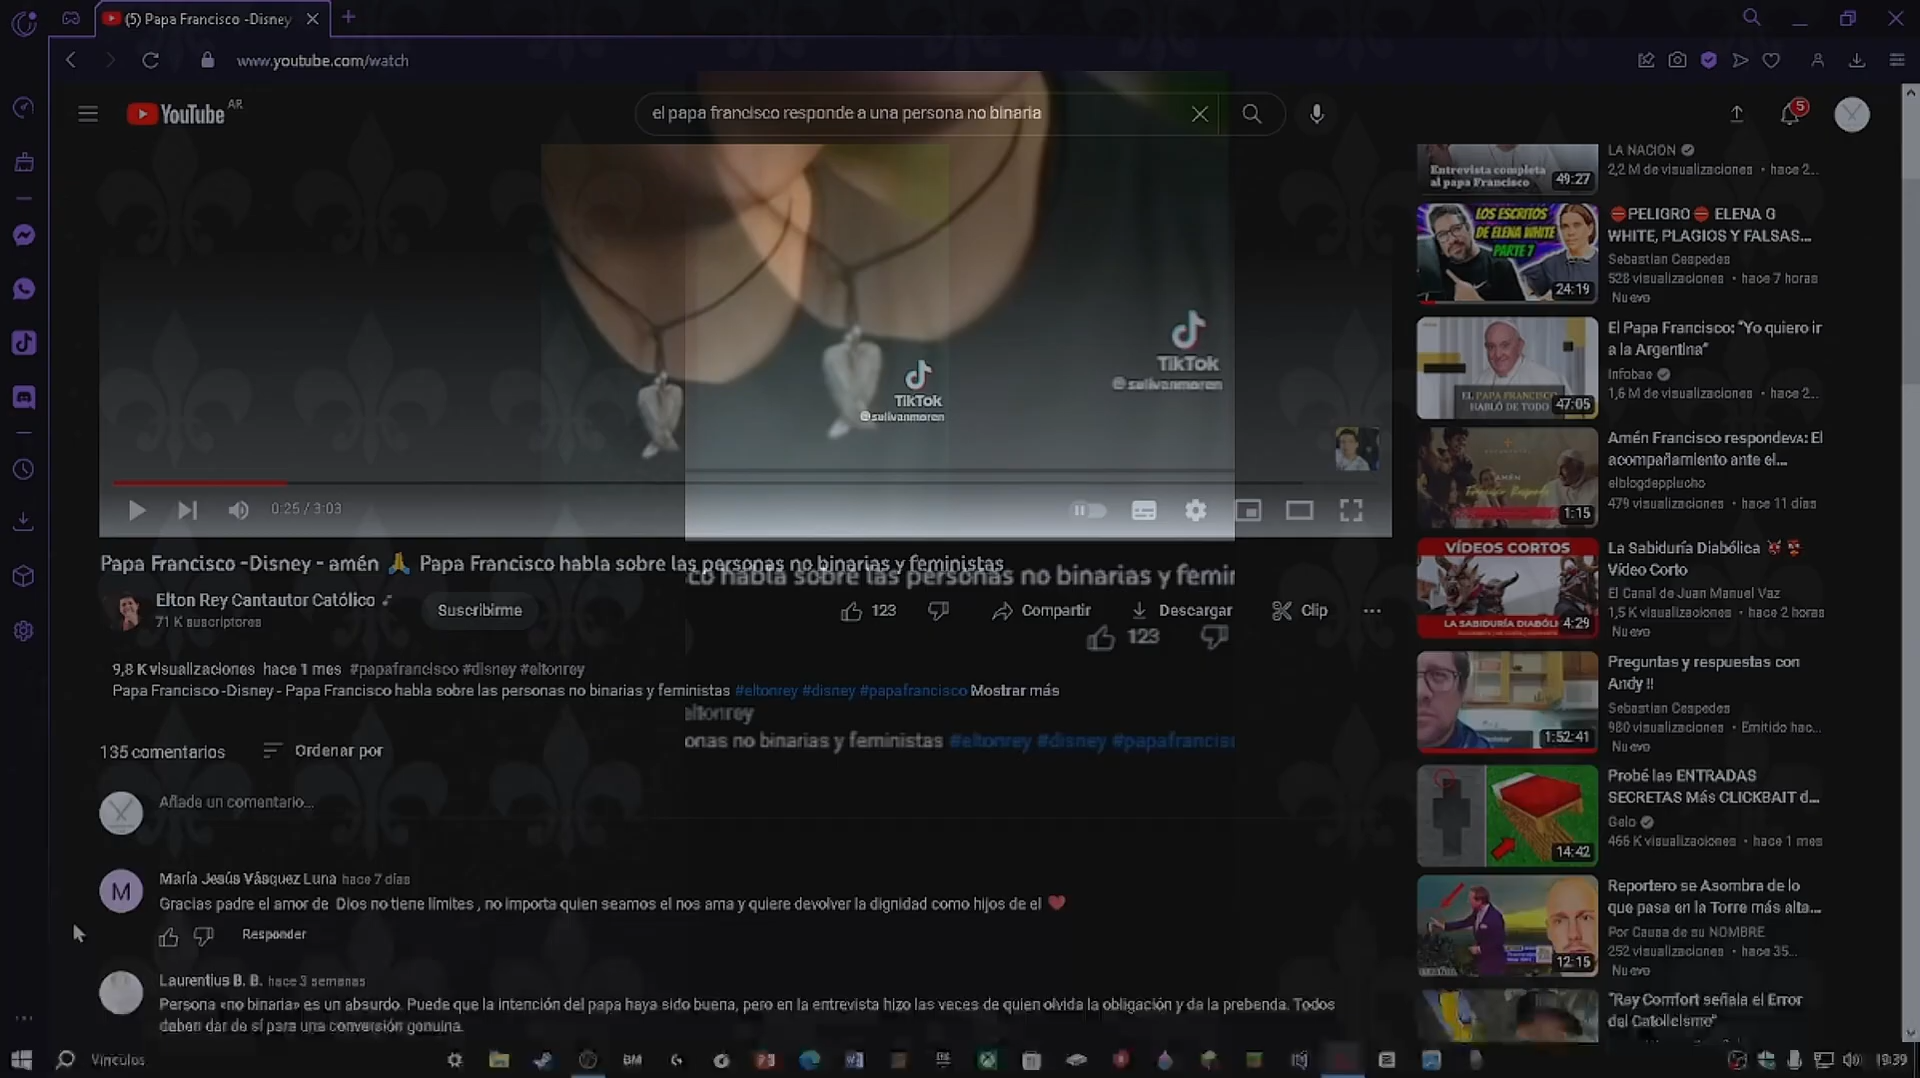 (5) Papa Francisco -Disney
www.youtube.com/watch
YouTube AR
el papa francisco responde a una persona no binaria
5
TikTok
@sullvanmoren
TikTok
@sullvanmoren
0:25 / 3:03
Papa Francisco -Disney - amén 🙏 Papa Francisco habla sobre las personas no binarias y feministas
co habla sobre las personas no binarias y
Elton Rey Cantautor Católico
71 K suscriptores
Suscribirme
123
Compartir
Descargar
Clip
123
9,8 K visualizaciones hace 1 mes #papafrancisco #disney #eltonrey
Papa Francisco -Disney - Papa Francisco habla sobre las personas no binarias y feministas #eltonrey #disney #papafrancisco Mostrar más
eltonrey
onas no binarias y feministas #eltonrey #disney #papafrancis
135 comentarios
Ordenar por
Añade un comentario...
M
María Jesús Vásquez Luna hace 7 días
Gracias padre el amor de Dios no tiene limites , no importa quien seamos el nos ama y quiere devolver la dignidad como hijos de el ❤
Responder
Laurentius B. B. hace 3 semanas
Persona «no binaria» es un absurdo. Puede que la intención del papa haya sido buena, pero en la entrevista hizo las veces de quien olvida la obligación y da la prebenda. Todos
deben dar de sí para una conversión genuina.
Entrevista completa
al papa Francisco
49:27
LA NACION
2,2 M de visualizaciones • hace 2...
LOS ESCRITOS
DE ELENA WHITE
PARTE 7
24:19
⛔PELIGRO⛔ ELENA G
WHITE, PLAGIOS Y FALSAS...
Sebastian Cespedes
528 visualizaciones • hace 7 horas
Nuevo
EL PAPA FRANCISCO
HABLÓ DE TODO
47:05
El Papa Francisco: "Yo quiero ir
a la Argentina"
Infobae
1,6 M de visualizaciones • hace 2...
AMÉN
Francisco Responde
1:15
Amén Francisco respondeva: El
acompañamiento ante el...
elblogdepplucho
479 visualizaciones • hace 11 días
VÍDEOS CORTOS
LA SABIDURÍA DIABÓLI
4:29
La Sabiduría Diabólica
Vídeo Corto
El Canal de Juan Manuel Vaz
1,5 K visualizaciones • hace 2 horas
Nuevo
1:52:41
Preguntas y respuestas con
Andy !!
Sebastian Cespedes
980 visualizaciones • Emitido hac...
Nuevo
14:42
Probé las ENTRADAS
SECRETAS Más CLICKBAIT d...
Gelo
466 K visualizaciones • hace 1 mes
12:15
Reportero se Asombra de lo
que pasa en la Torre más alta...
Por Causa de su NOMBRE
252 visualizaciones • hace 35...
Nuevo
"Ray Comfort señala el Error
del Catolicismo"
Vínculos
BM
19:39